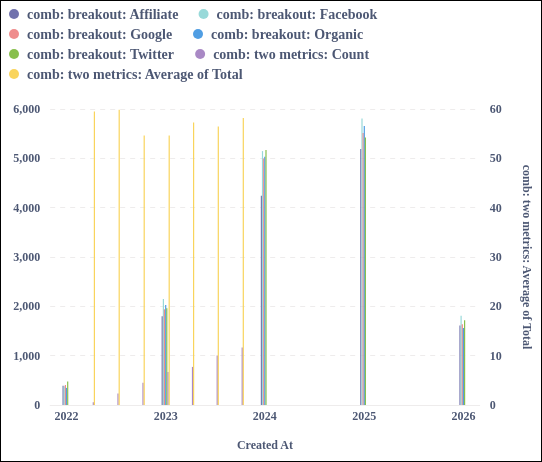 comb: breakout: Affiliate comb: breakout: Facebook
comb: breakout: Google comb: breakout: Organic
comb: breakout: Twitter comb: two metrics: Count
comb: two metrics: Average of Total
6,000 60
5,000 50
4,000 40
3,000 30
2,000 20
1,000 10
0 0
comb: two metrics: Average of Total
2022 2023 2024 2025 2026
Created At